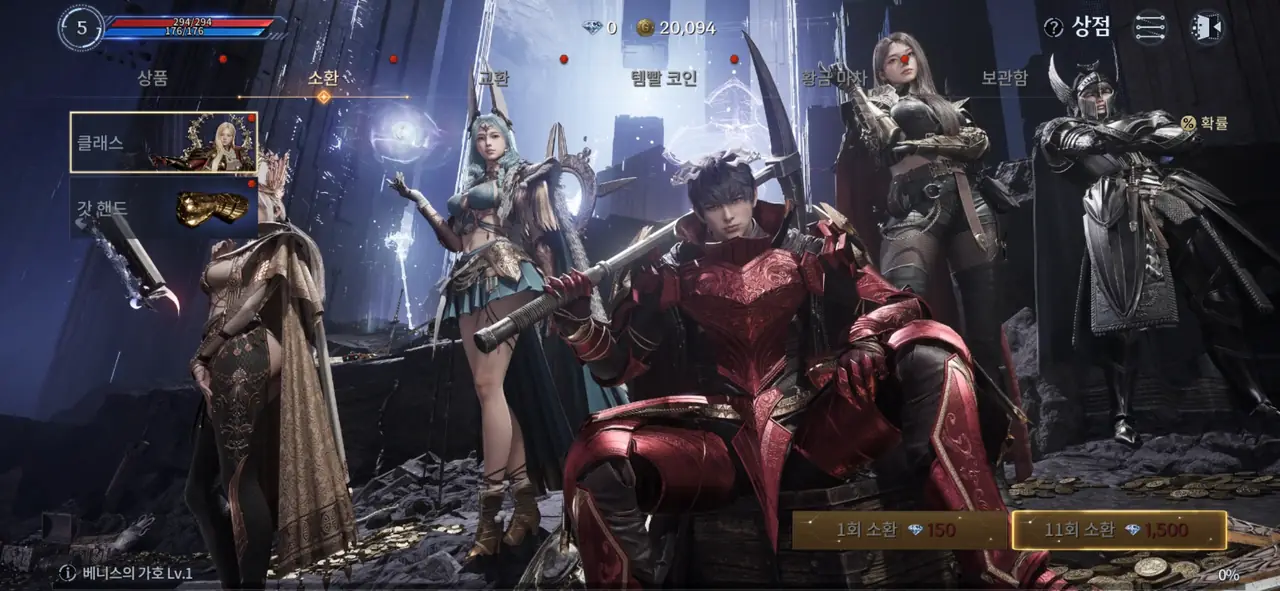 5
294/294
176/176
0
20,094
상점
상품
소환
교환
템빨 코인
황금 마차
보관함
클래스
% 확률
갓 핸드
1회 소환 150
11회 소환 1,500
베니스의 가호 Lv.1
0%